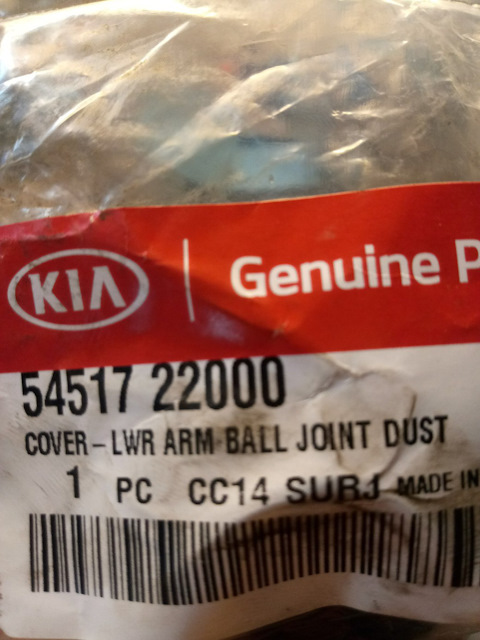 KIA Genuine P
54517 22000
COVER-LWR ARM BALL JOINT DUST
1 PC CC14 SURJ MADE IN